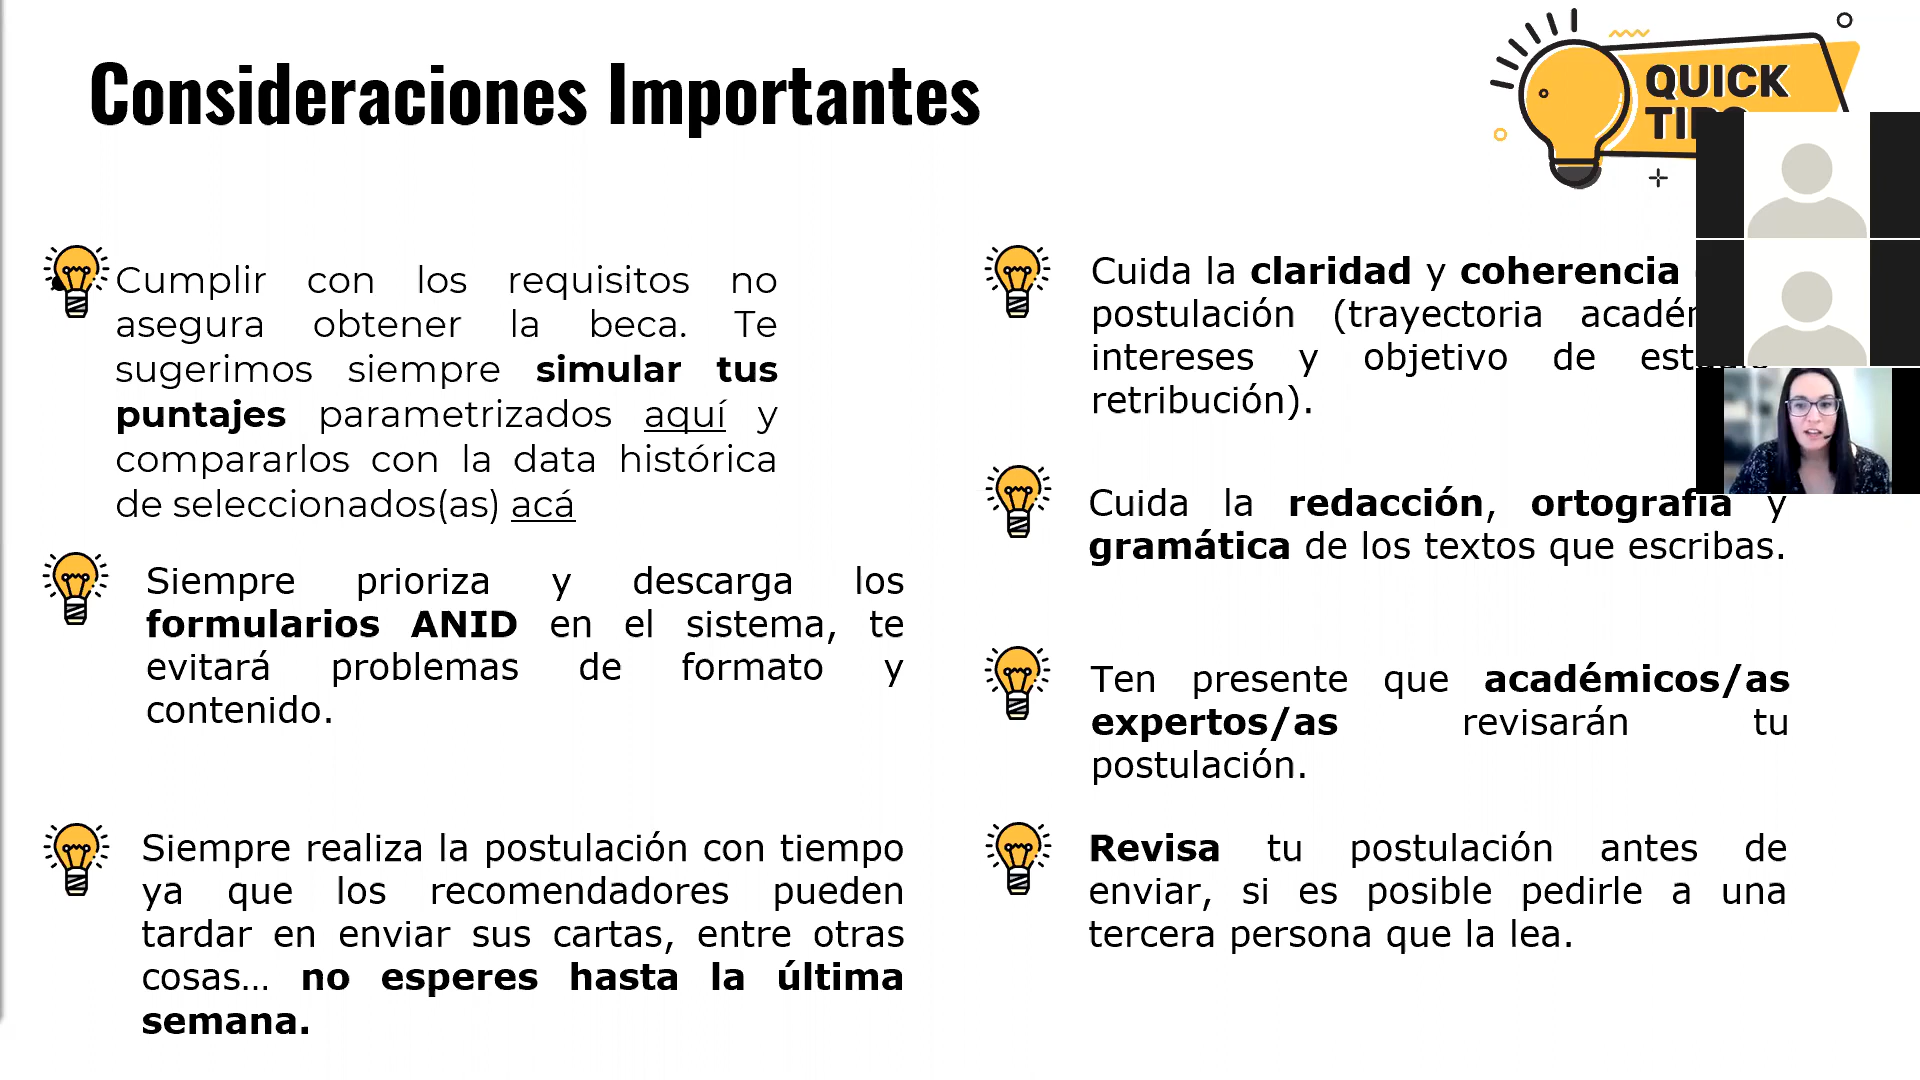 Consideraciones Importantes
QUICK
Cumplir con los requisitos no
asegura obtener la beca. Te
sugerimos siempre simular tus
puntajes parametrizados aquí y
compararlos con la data histórica
de seleccionados(as) acá
Siempre prioriza y descarga los
formularios ANID en el sistema, te
evitará problemas de formato y
contenido.
Siempre realiza la postulación con tiempo
ya que los recomendadores pueden
tardar en enviar sus cartas, entre otras
cosas… no esperes hasta la última
semana.
Cuida la claridad y coherencia
postulación (trayectoria
intereses y objetivo de
retribución).
Cuida la redacción, ortografía y
gramática de los textos que escribas.
Ten presente que académicos/as
expertos/as revisarán tu
postulación.
Revisa tu postulación antes de
enviar, si es posible pedirle a una
tercera persona que la lea.